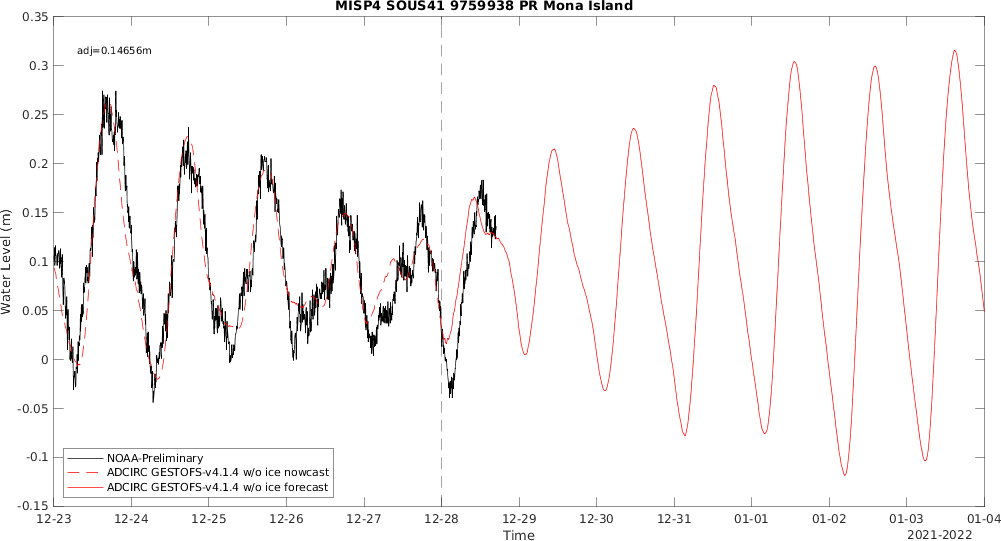 MISP4 SOUS41 9759938 PR Mona Island
adj=0.14656m
0.35
0.3
0.25
0.2
0.15
0.1
0.05
0
-0.05
-0.1
-0.15
Water Level (m)
NOAA-Preliminary
ADCIRC GESTOFS-v4.1.4 w/o ice nowcast
ADCIRC GESTOFS-v4.1.4 w/o ice forecast
12-23 12-24 12-25 12-26 12-27 12-28 12-29 12-30 12-31 01-01 01-02 01-03 01-04
Time
2021-2022